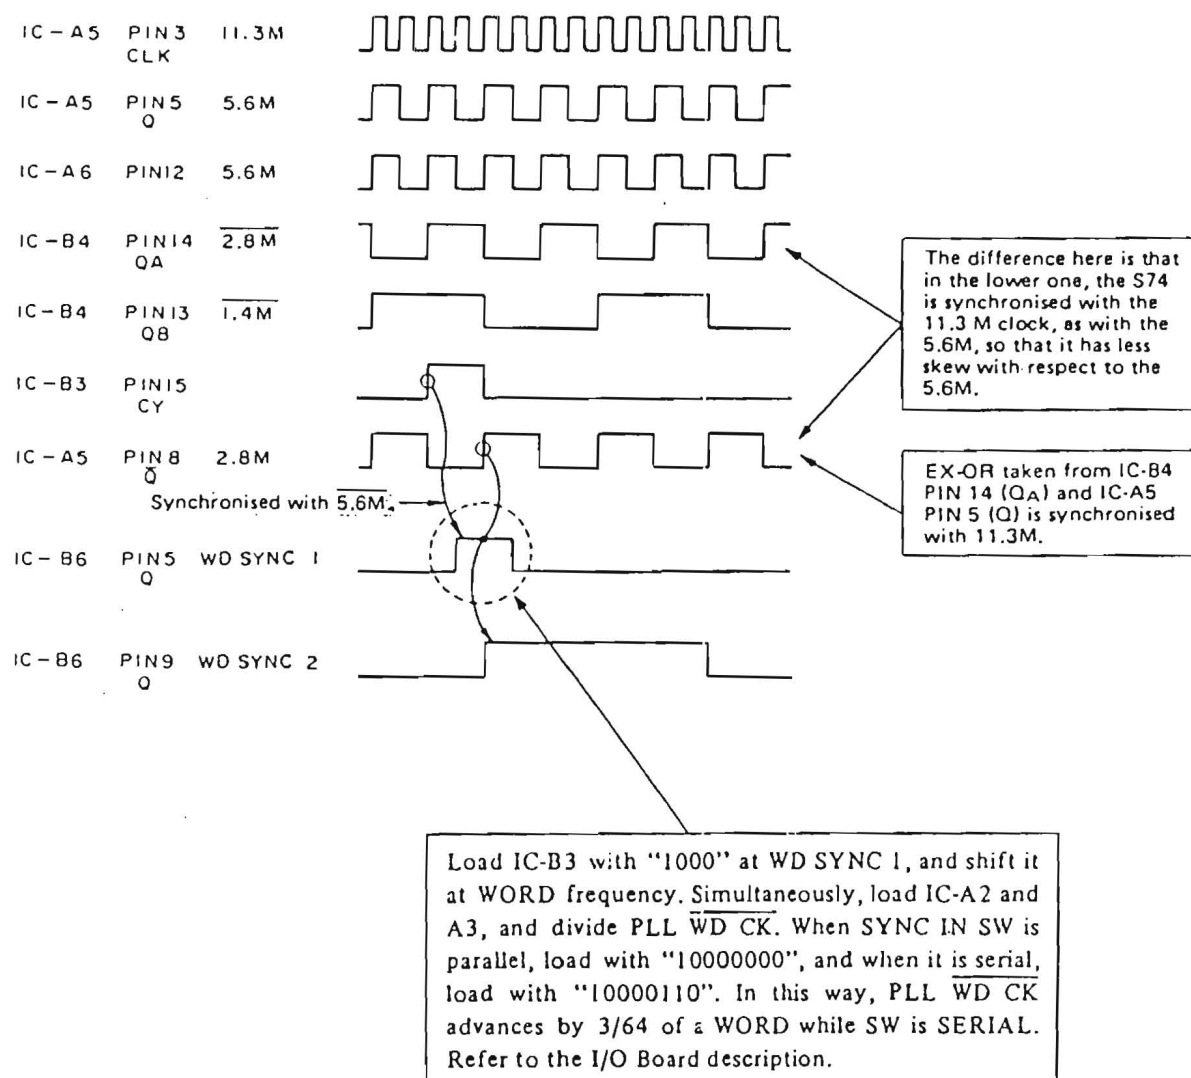 IC-A5 PIN3 11.3M
CLK
IC-A5 PIN5 5.6M
Q
IC-A6 PIN12 5.6M
IC-B4 PIN14 2.8M
QA
IC-B4 PIN13 1.4M
QB
IC-B3 PIN15
CY
IC-A5 PIN8 2.8M
Q̄
Synchronised with 5.6M.
IC-B6 PIN5 WD SYNC 1
Q
IC-B6 PIN9 WD SYNC 2
Q
The difference here is that
in the lower one, the S74
is synchronised with the
11.3 M clock, as with the
5.6M, so that it has less
skew with respect to the
5.6M.
EX-OR taken from IC-B4
PIN 14 (QA) and IC-A5
PIN 5 (Q) is synchronised
with 11.3M.
Load IC-B3 with “1000” at WD SYNC 1, and shift it
at WORD frequency. Simultaneously, load IC-A2 and
A3, and divide PLL WD CK. When SYNC IN SW is
parallel, load with “10000000”, and when it is serial,
load with “10000110”. In this way, PLL WD CK
advances by 3/64 of a WORD while SW is SERIAL.
Refer to the I/O Board description.